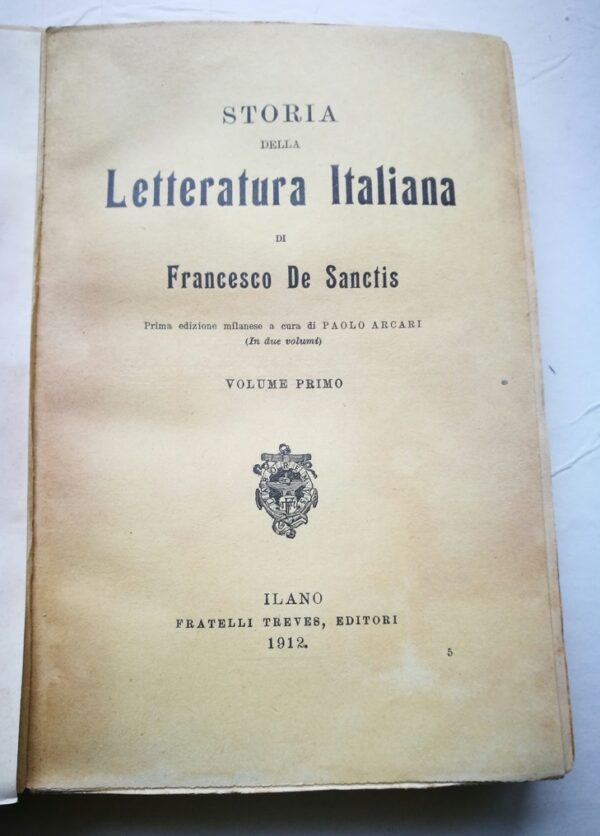 STORIA
DELLA
Letteratura Italiana
DI
Francesco De Sanctis
Prima edizione milanese a cura di PAOLO ARCARI
(In due volumi)
VOLUME PRIMO
ILANO
FRATELLI TREVES, EDITORI
1912.
5